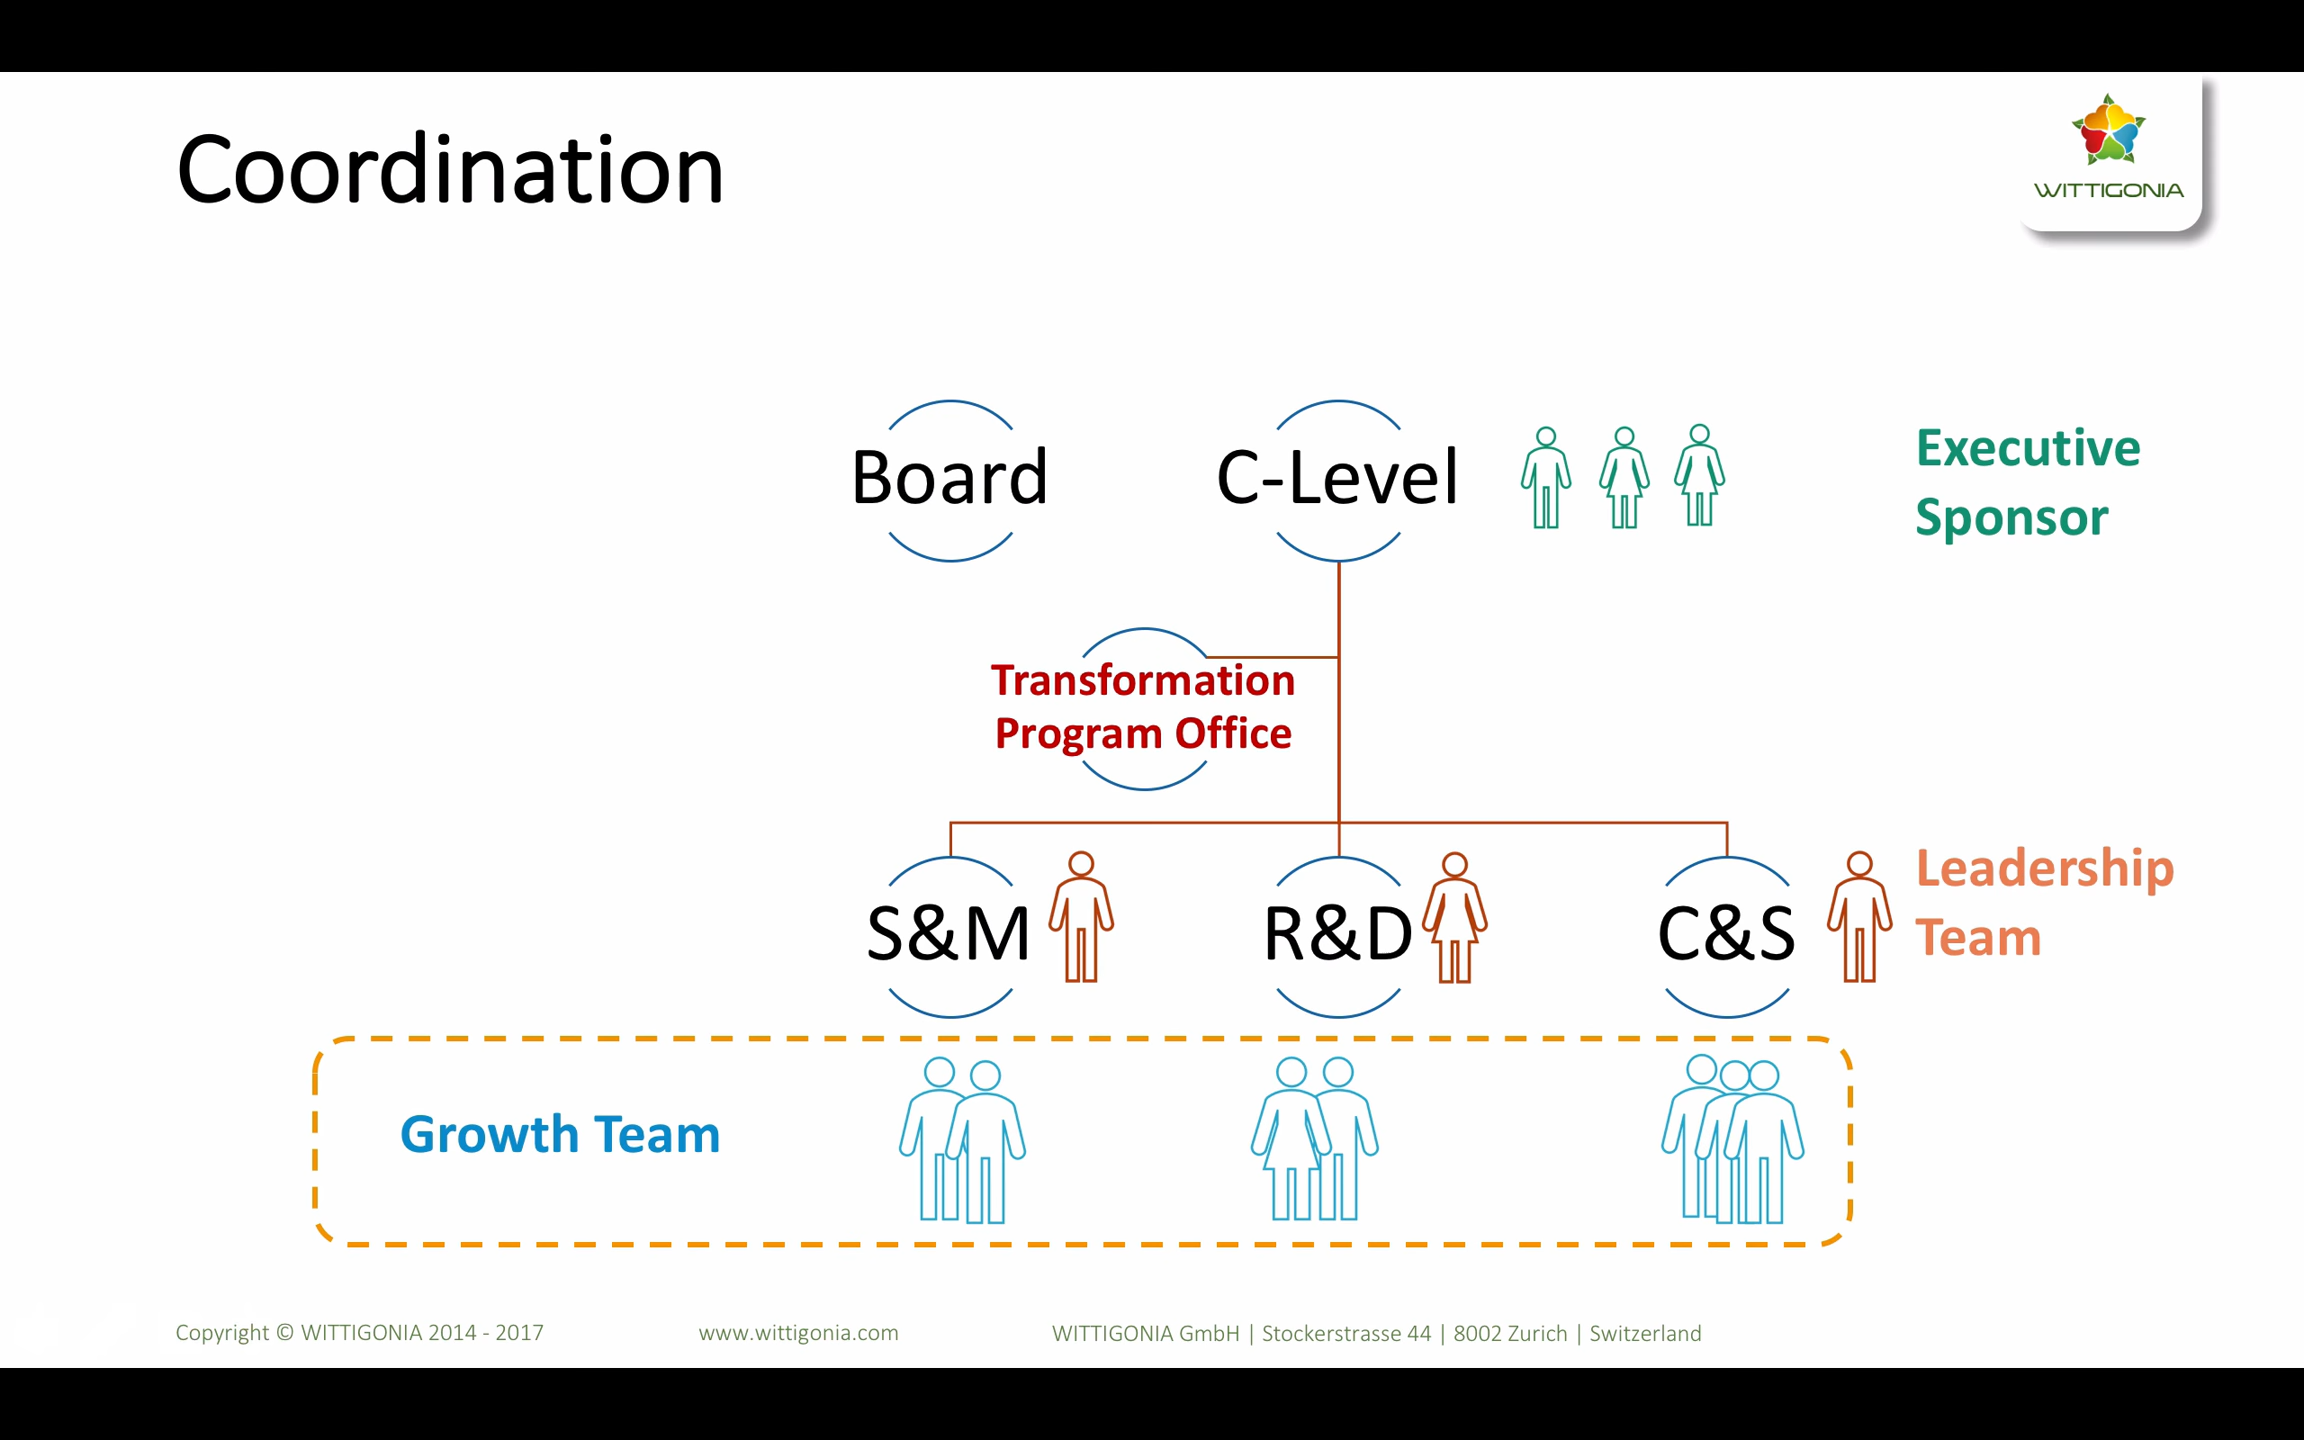 Coordination
WITTIGONIA
Board
C-Level
Executive
Sponsor
Transformation
Program Office
S&M
R&D
C&S
Leadership
Team
Growth Team
Copyright © WITTIGONIA 2014 - 2017
www.wittigonia.com
WITTIGONIA GmbH | Stockerstrasse 44 | 8002 Zurich | Switzerland